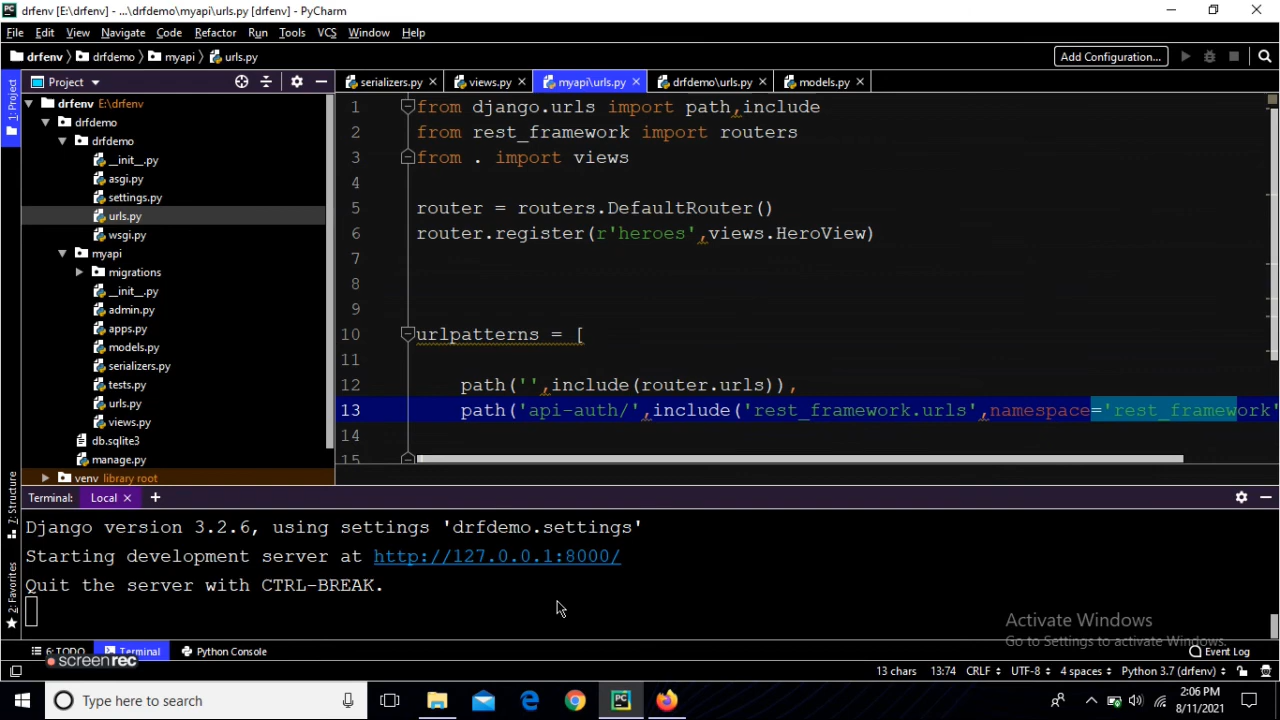 drfenv [E:\drfenv] - ...\drfdemo\myapi\urls.py [drfenv] - PyCharm
File Edit View Navigate Code Refactor Run Tools VCS Window Help
drfenv drfdemo myapi urls.py Add Configuration...
1: Project
Project
serializers.py views.py myapi\urls.py drfdemo\urls.py models.py
drfenv E:\drfenv
drfdemo
drfdemo
__init__.py
asgi.py
settings.py
urls.py
wsgi.py
myapi
migrations
__init__.py
admin.py
apps.py
models.py
serializers.py
tests.py
urls.py
views.py
db.sqlite3
manage.py
venv library root
1 from django.urls import path,include
2 from rest_framework import routers
3 from . import views
4
5 router = routers.DefaultRouter()
6 router.register(r'heroes',views.HeroView)
7
8
9
10 urlpatterns = [
11
12 path('',include(router.urls)),
13 path('api-auth/',include('rest_framework.urls',namespace='rest_framework'
14
15
Z: Structure
2: Favorites
Terminal: Local
Django version 3.2.6, using settings 'drfdemo.settings'
Starting development server at http://127.0.0.1:8000/
Quit the server with CTRL-BREAK.
Activate Windows
Go to Settings to activate Windows.
6: TODO Terminal Python Console Event Log
screenrec
13 chars 13:74 CRLF UTF-8 4 spaces Python 3.7 (drfenv)
Type here to search
2:06 PM
8/11/2021